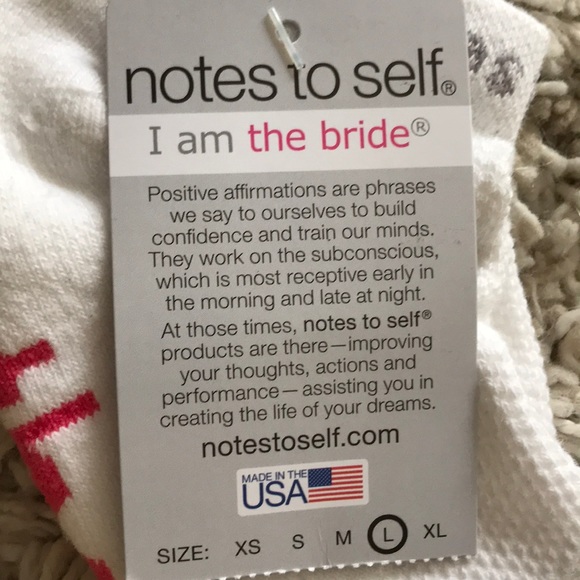 notes to self®
I am the bride®
Positive affirmations are phrases
we say to ourselves to build
confidence and train our minds.
They work on the subconscious,
which is most receptive early in
the morning and late at night.
At those times, notes to self®
products are there—improving
your thoughts, actions and
performance—assisting you in
creating the life of your dreams.
notestoself.com
MADE IN THE
USA
SIZE: XS S M L XL